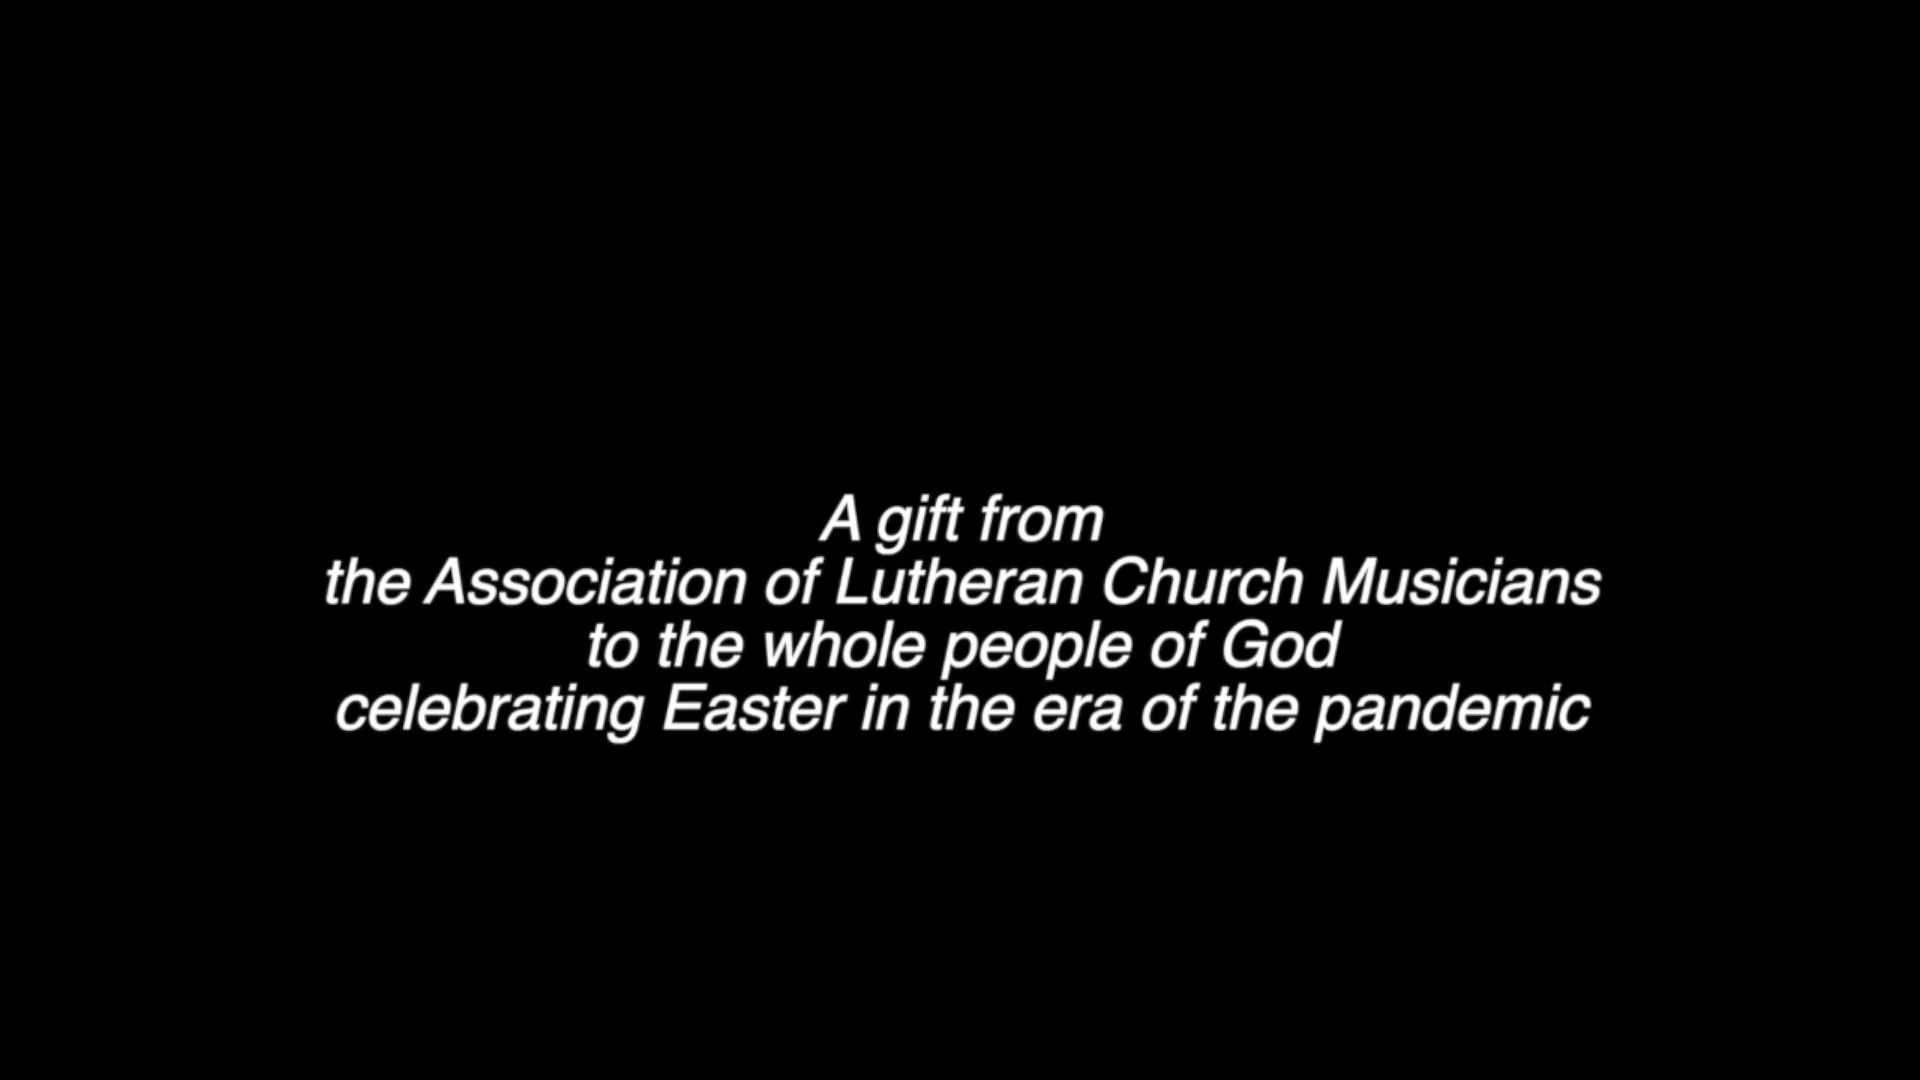 A gift from
the Association of Lutheran Church Musicians
to the whole people of God
celebrating Easter in the era of the pandemic